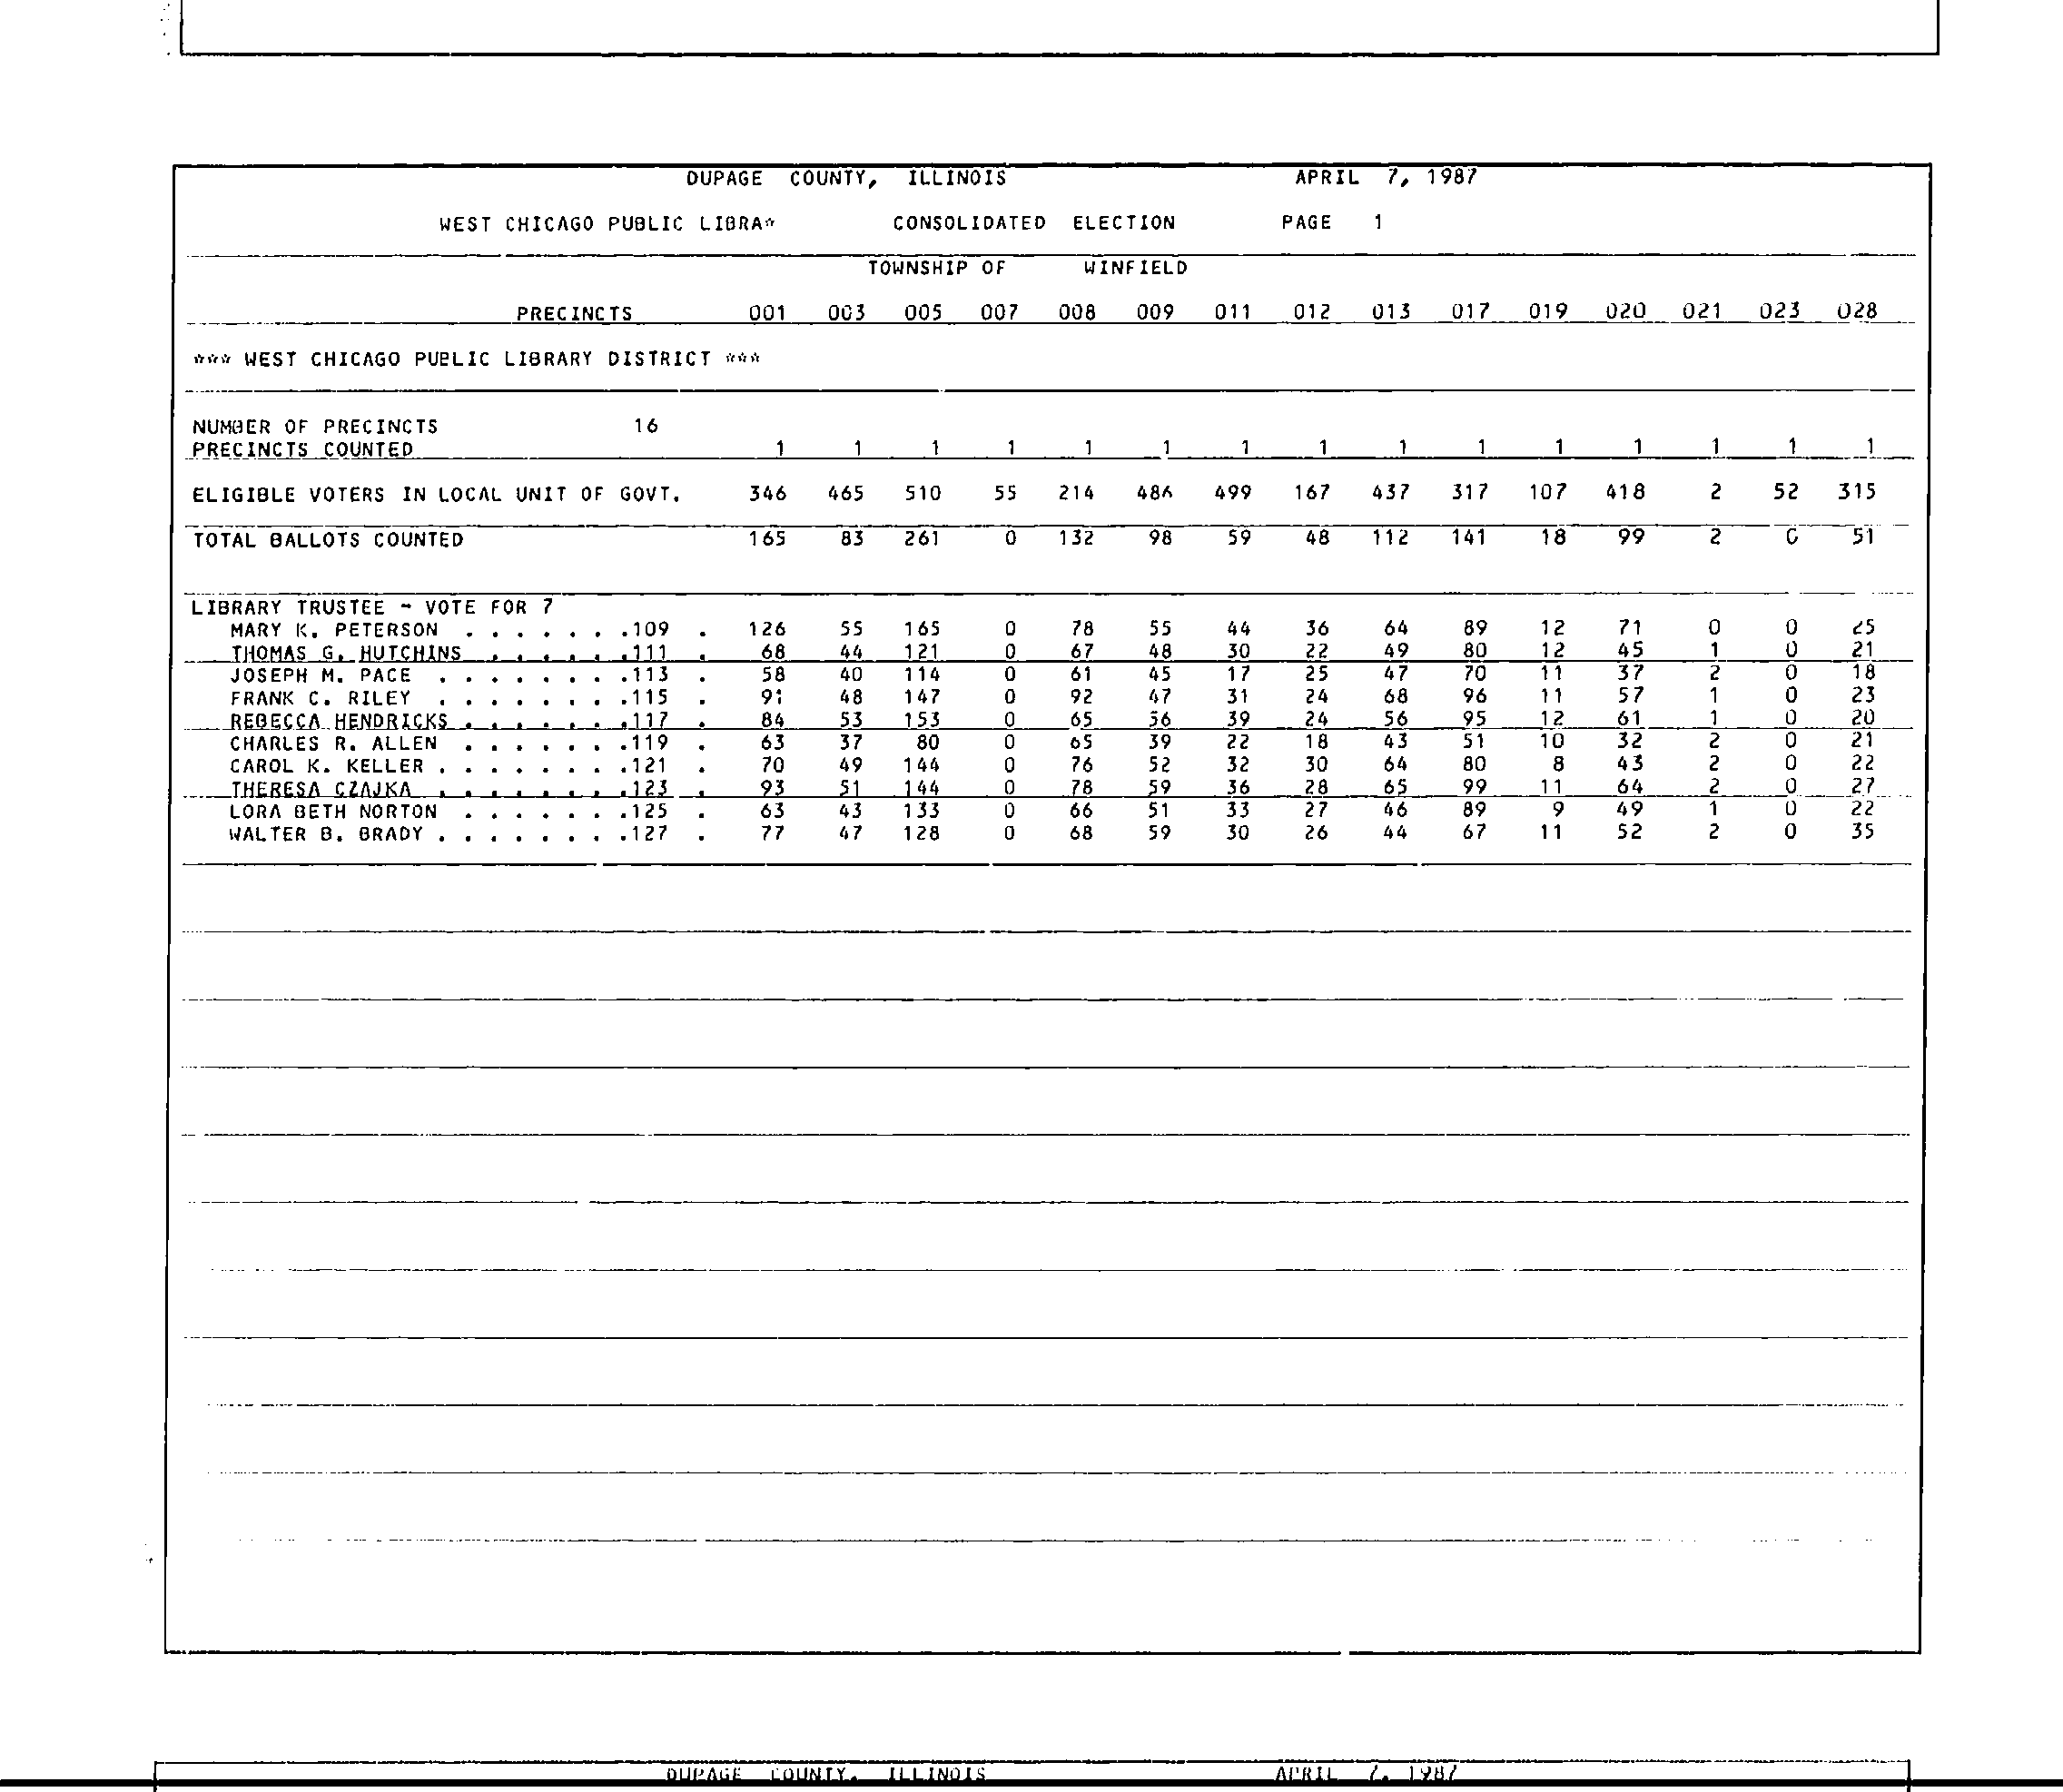 DUPAGE COUNTY, ILLINOIS APRIL 7, 1987
WEST CHICAGO PUBLIC LIBRA* CONSOLIDATED ELECTION PAGE 1
TOWNSHIP OF WINFIELD
PRECINCTS 001 003 005 007 008 009 011 012 013 017 019 020 021 023 028
*** WEST CHICAGO PUBLIC LIBRARY DISTRICT ***
NUMBER OF PRECINCTS 16
PRECINCTS COUNTED 1 1 1 1 1 1 1 1 1 1 1 1 1 1 1
ELIGIBLE VOTERS IN LOCAL UNIT OF GOVT. 346 465 510 55 214 499 167 437 317 107 418 2 52 315
TOTAL BALLOTS COUNTED 165 83 261 0 132 98 59 48 112 141 18 99 2 0 51
LIBRARY TRUSTEE - VOTE FOR 7
MARY K. PETERSON . . . . . . .109 . 126 55 165 0 78 55 44 36 64 89 12 71 0 0 25
THOMAS G. HUTCHINS . . . . . .111 . 68 44 121 0 67 48 30 22 49 80 12 45 1 0 21
JOSEPH M. PACE . . . . . . . .113 . 58 40 114 0 61 45 17 25 47 70 11 37 2 0 18
FRANK C. RILEY . . . . . . . .115 . 91 48 147 0 92 47 31 24 68 96 11 57 1 0 23
REBECCA HENDRICKS . . . . . . .117 . 84 53 153 0 65 56 39 24 56 95 12 61 1 0 20
CHARLES R. ALLEN . . . . . . .119 . 63 37 80 0 65 39 22 18 43 51 10 32 2 0 21
CAROL K. KELLER . . . . . . . .121 . 70 49 144 0 76 52 32 30 64 80 8 43 2 0 22
THERESA CZAJKA . . . . . . . .123 . 93 51 144 0 78 59 36 28 65 99 11 64 2 0 27
LORA BETH NORTON . . . . . . .125 . 63 43 133 0 66 51 33 27 46 89 9 49 1 0 22
WALTER B. BRADY . . . . . . . .127 . 77 47 128 0 68 59 30 26 44 67 11 52 2 0 35
DUPAGE COUNTY, ILLINOIS APRIL 7, 1987